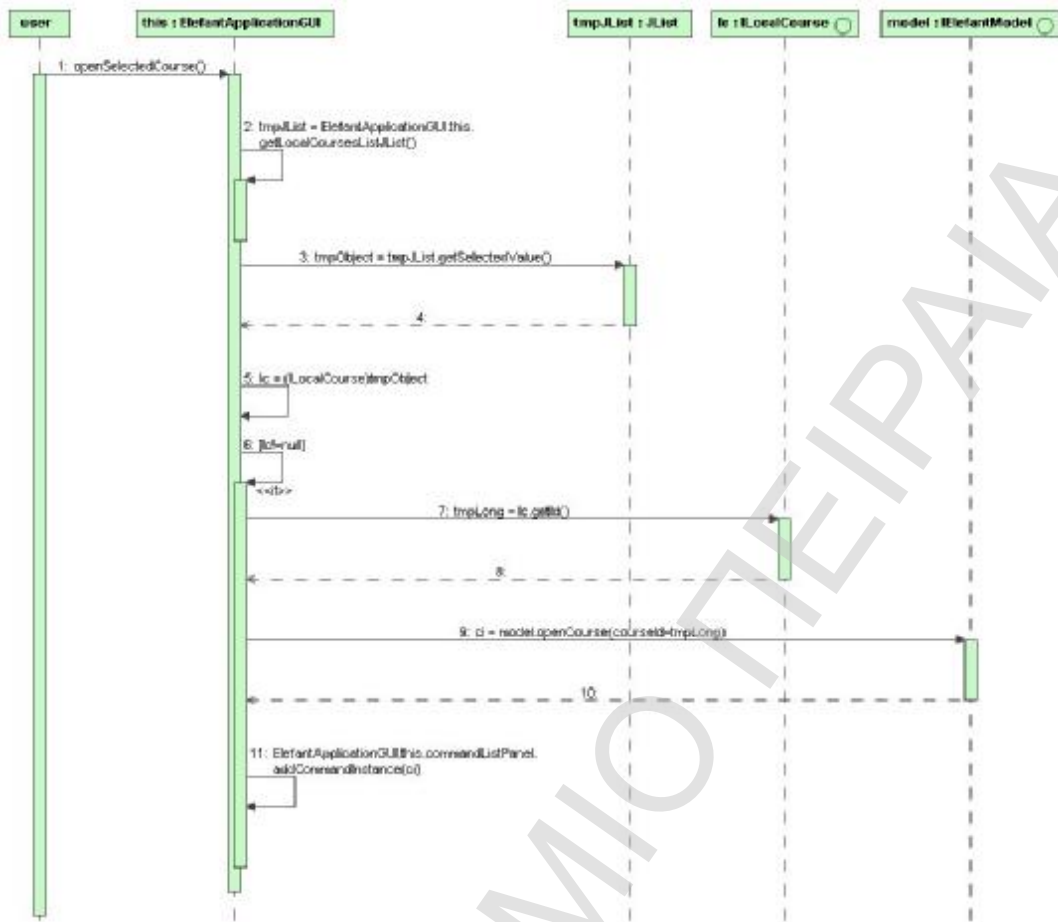 user
this : ElefantApplicationGUI
tmpJList : JList
lc : ILocalCourse
model : IElefantModel
1: openSelectedCourse()
2: tmpJList = ElefantApplicationGUI.this.
getLocalCoursesListJList()
3: tmpObject = tmpJList.getSelectedValue()
4:
5: lc = (ILocalCourse)tmpObject
6: [lc!=null]
<<if>>
7: tmpLong = lc.getId()
8:
9: ci = model.openCourse(courseId=tmpLong)
10:
11: ElefantApplicationGUI.this.commandListPanel.
addCommandInstance(ci)
ΜΙΟ ΠΕΙΡΑΙΑ